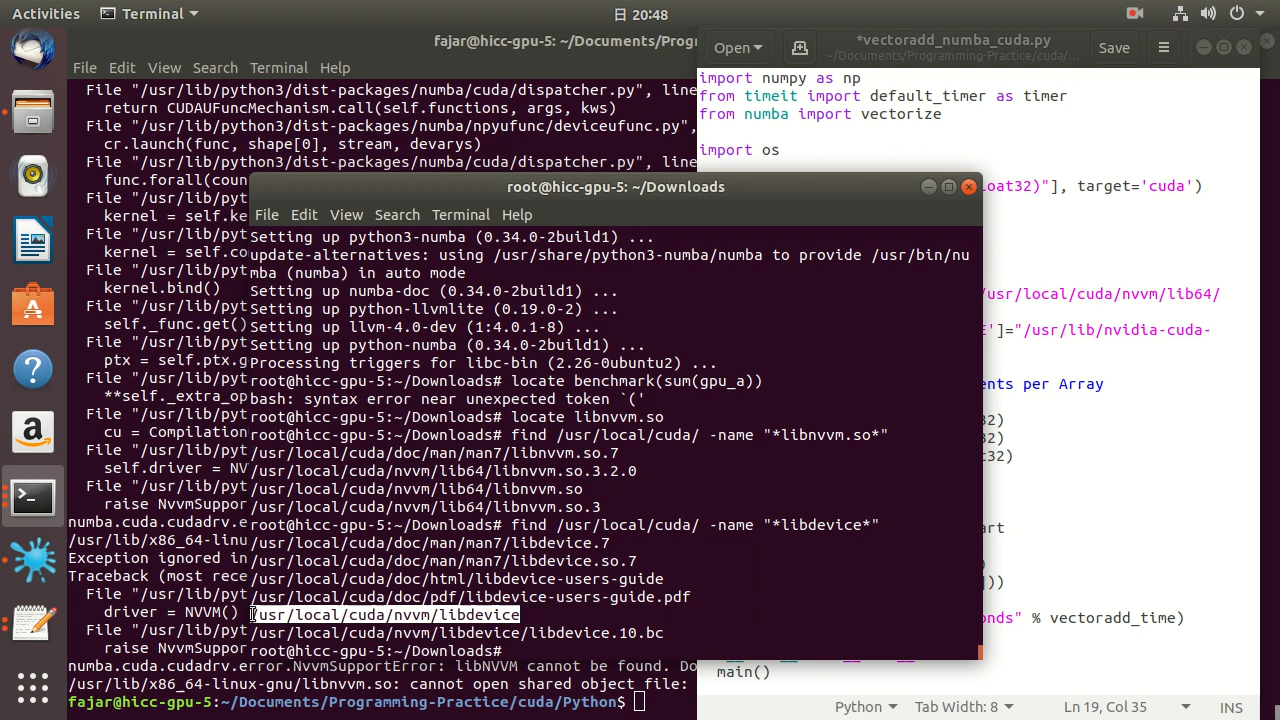 Activities
Terminal
日 20:48
fajar@hicc-gpu-5: ~/Documents/Prog
File Edit View Search Terminal Help
File "/usr/lib/python3/dist-packages/numba/cuda/dispatcher.py", line
return CUDAUFuncMechanism.call(self.functions, args, kws)
File "/usr/lib/python3/dist-packages/numba/npyufunc/deviceufunc.py",
cr.launch(func, shape[0], stream, devarys)
File "/usr/lib/python3/dist-packages/numba/cuda/dispatcher.py", line
func.forall(coun
File "/usr/lib/pyt
kernel = self.ke
File "/usr/lib/pyt
kernel = self.co
File "/usr/lib/pyt
kernel.bind()
File "/usr/lib/pyt
self._func.get()
File "/usr/lib/pyt
ptx = self.ptx.g
File "/usr/lib/pyt
**self._extra_op
File "/usr/lib/pyt
cu = Compilation
File "/usr/lib/pyt
self.driver = NV
File "/usr/lib/pyt
raise NvvmSuppor
numba.cuda.cudadrv.e
/usr/lib/x86_64-linu
Exception ignored in
Traceback (most rece
File "/usr/lib/pyt
driver = NVVM()
File "/usr/lib/pyt
raise NvvmSuppor
numba.cuda.cudadrv.error.NvvmSupportError: libNVVM cannot be found. Do
/usr/lib/x86_64-linux-gnu/libnvvm.so: cannot open shared object file:
fajar@hicc-gpu-5:~/Documents/Programming-Practice/cuda/Python$
root@hicc-gpu-5: ~/Downloads
File Edit View Search Terminal Help
Setting up python3-numba (0.34.0-2build1) ...
update-alternatives: using /usr/share/python3-numba/numba to provide /usr/bin/nu
mba (numba) in auto mode
Setting up numba-doc (0.34.0-2build1) ...
Setting up python-llvmlite (0.19.0-2) ...
Setting up llvm-4.0-dev (1:4.0.1-8) ...
Setting up python-numba (0.34.0-2build1) ...
Processing triggers for libc-bin (2.26-0ubuntu2) ...
root@hicc-gpu-5:~/Downloads# locate benchmark(sum(gpu_a))
bash: syntax error near unexpected token `('
root@hicc-gpu-5:~/Downloads# locate libnvvm.so
root@hicc-gpu-5:~/Downloads# find /usr/local/cuda/ -name "*libnvvm.so*"
/usr/local/cuda/doc/man/man7/libnvvm.so.7
/usr/local/cuda/nvvm/lib64/libnvvm.so.3.2.0
/usr/local/cuda/nvvm/lib64/libnvvm.so
/usr/local/cuda/nvvm/lib64/libnvvm.so.3
root@hicc-gpu-5:~/Downloads# find /usr/local/cuda/ -name "*libdevice*"
/usr/local/cuda/doc/man/man7/libdevice.7
/usr/local/cuda/doc/man/man7/libdevice.so.7
/usr/local/cuda/doc/html/libdevice-users-guide
/usr/local/cuda/doc/pdf/libdevice-users-guide.pdf
/usr/local/cuda/nvvm/libdevice
/usr/local/cuda/nvvm/libdevice/libdevice.10.bc
root@hicc-gpu-5:~/Downloads#
Open
*vectoradd_numba_cuda.py
~/Documents/Programming-Practice/cuda/...
Save
import numpy as np
from timeit import default_timer as timer
from numba import vectorize
import os
loat32)"], target='cuda')
/usr/local/cuda/nvvm/lib64/
E']="/usr/lib/nvidia-cuda-
ents per Array
32)
32)
t32)
art
]))
onds" % vectoradd_time)
main()
Python
Tab Width: 8
Ln 19, Col 35
INS